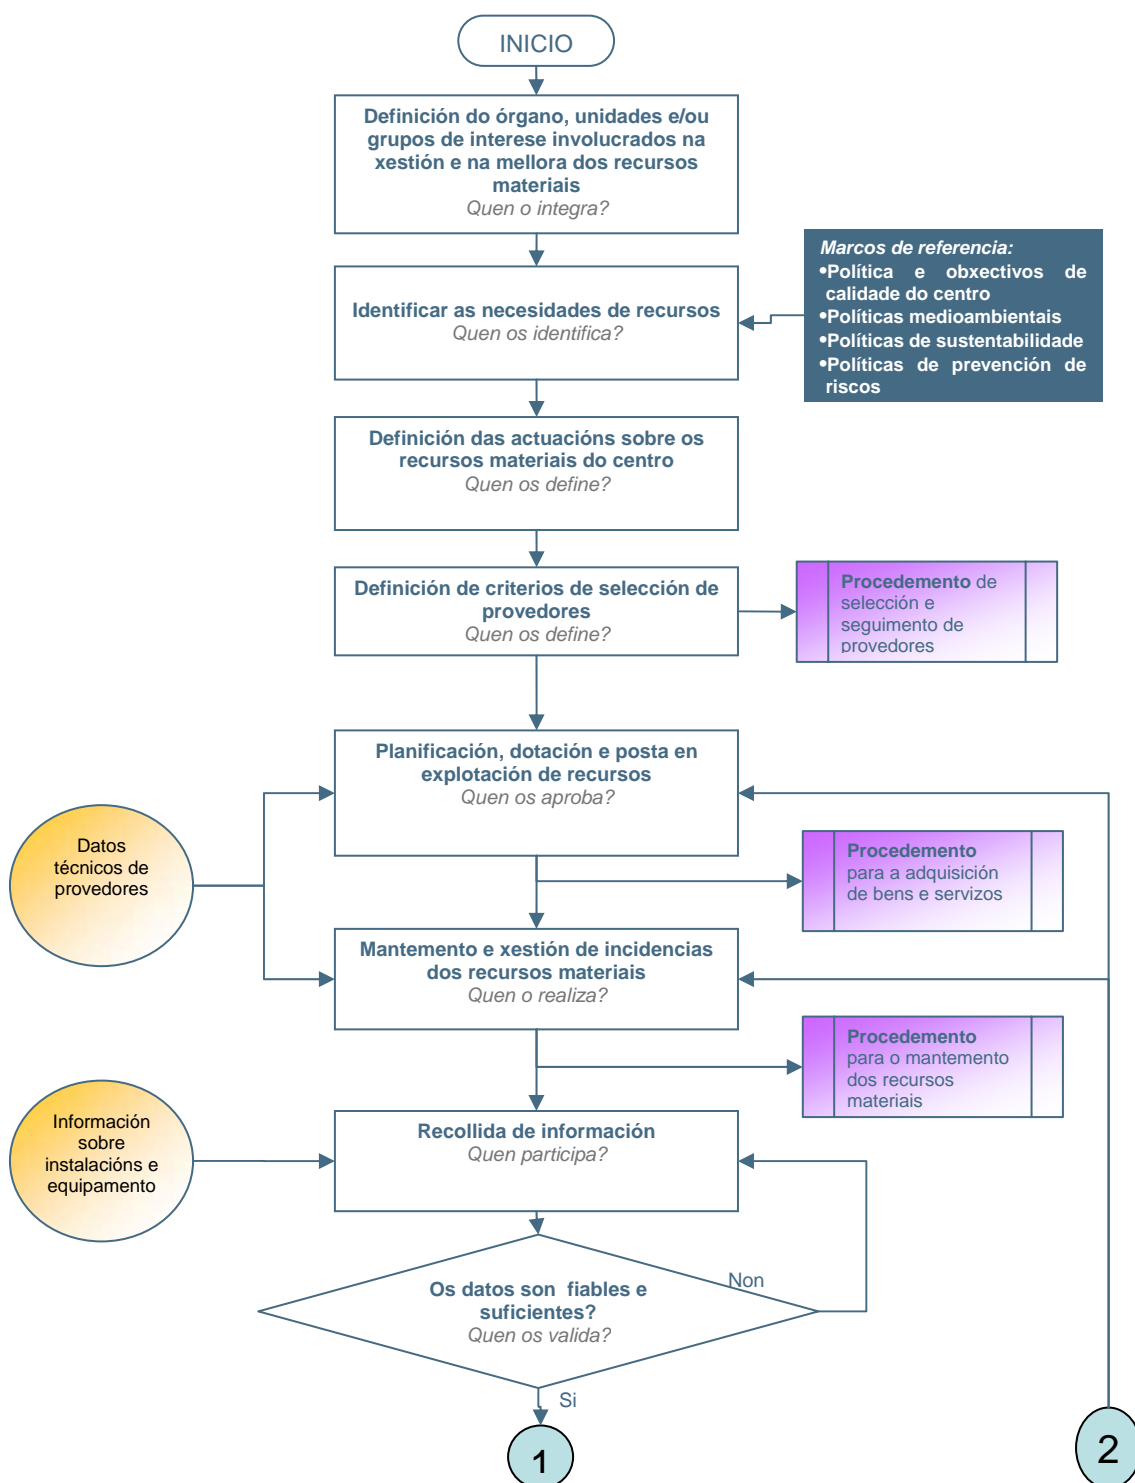 INICIO
Definición do órgano, unidades e/ou
grupos de interese involucrados na
xestión e na mellora dos recursos
materiais
Quen o integra?
Marcos de referencia:
•Política e obxectivos de
calidade do centro
•Políticas medioambientais
•Políticas de sustentabilidade
•Políticas de prevención de
riscos
Identificar as necesidades de recursos
Quen os identifica?
Definición das actuacións sobre os
recursos materiais do centro
Quen os define?
Definición de criterios de selección de
provedores
Quen os define?
Procedemento de
selección e
seguimento de
provedores
Planificación, dotación e posta en
explotación de recursos
Quen os aproba?
Datos
técnicos de
provedores
Procedemento
para a adquisición
de bens e servizos
Mantemento e xestión de incidencias
dos recursos materiais
Quen o realiza?
Procedemento
para o mantemento
dos recursos
materiais
Información
sobre
instalacións e
equipamento
Recollida de información
Quen participa?
Os datos son fiables e
suficientes?
Quen os valida?
Non
Si
1
2